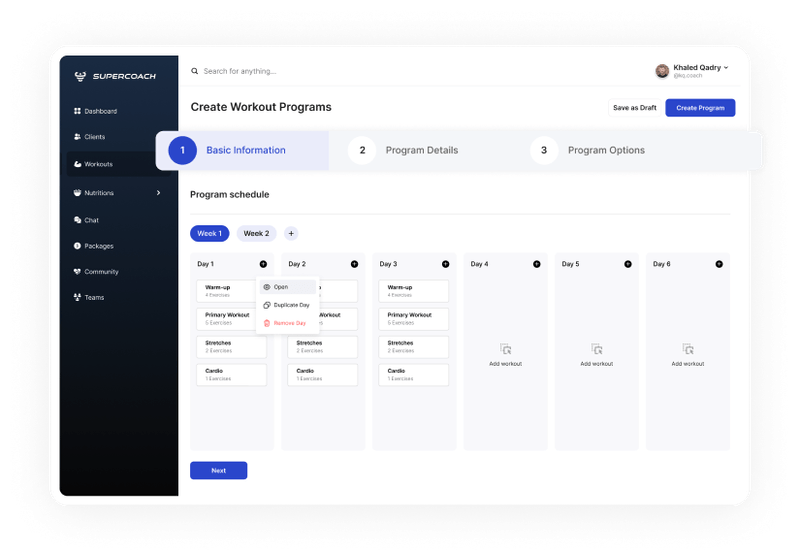 SUPERCOACH
Search for anything...
Khaled Qadry
@kq.coach
Dashboard
Clients
Workouts
Nutritions
Chat
Packages
Community
Teams
Create Workout Programs
Save as Draft
Create Program
1 Basic Information
2 Program Details
3 Program Options
Program schedule
Week 1
Week 2
+
Day 1
Warm-up
4 Exercises
Primary Workout
5 Exercises
Stretches
2 Exercises
Cardio
1 Exercises
Open
Duplicate Day
Remove Day
Day 2
Workout
Stretches
2 Exercises
Cardio
1 Exercises
Day 3
Warm-up
4 Exercises
Primary Workout
5 Exercises
Stretches
2 Exercises
Cardio
1 Exercises
Day 4
Add workout
Day 5
Add workout
Day 6
Add workout
Next